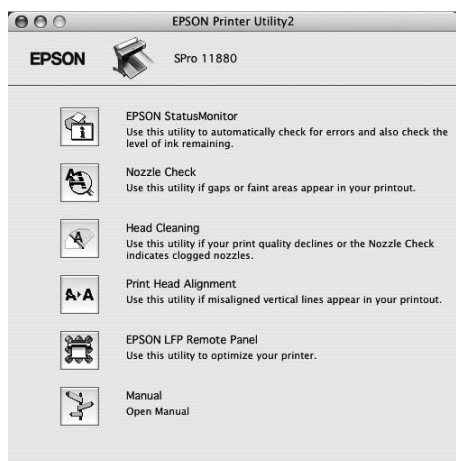 EPSON Printer Utility2
EPSON
SPro 11880
EPSON StatusMonitor
Use this utility to automatically check for errors and also check the
level of ink remaining.
Nozzle Check
Use this utility if gaps or faint areas appear in your printout.
Head Cleaning
Use this utility if your print quality declines or the Nozzle Check
indicates clogged nozzles.
Print Head Alignment
Use this utility if misaligned vertical lines appear in your printout.
EPSON LFP Remote Panel
Use this utility to optimize your printer.
Manual
Open Manual